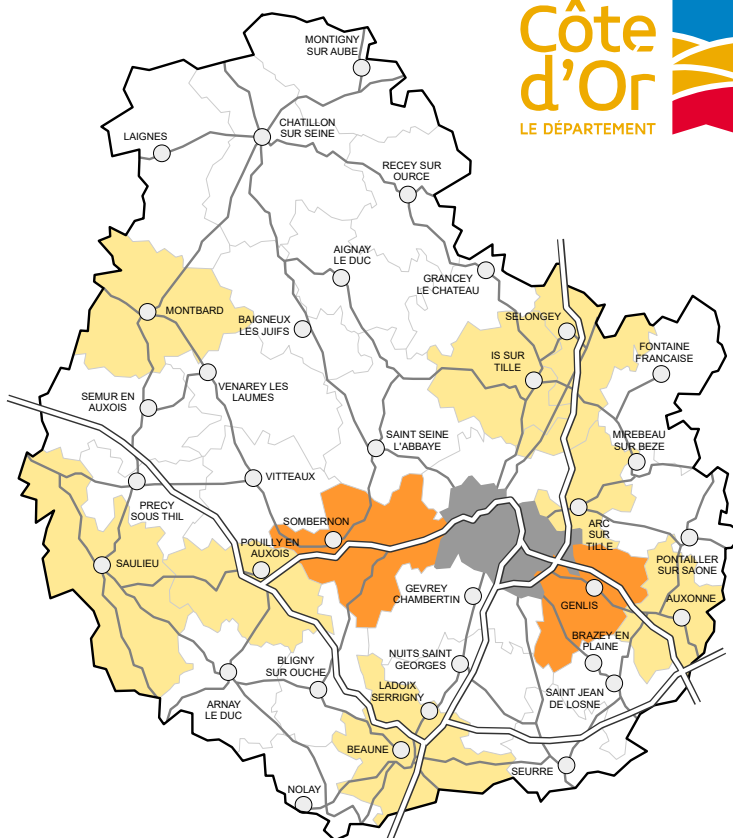 Côte
d'Or
LE DÉPARTEMENT
MONTIGNY
SUR AUBE
CHATILLON
SUR SEINE
LAIGNES
RECEY SUR
OURCE
AIGNAY
LE DUC
GRANCEY
LE CHATEAU
MONTBARD
BAIGNEUX
LES JUIFS
SELONGEY
IS SUR
TILLE
FONTAINE
FRANCAISE
VENAREY LES
LAUMES
SEMUR EN
AUXOIS
SAINT SEINE
L'ABBAYE
MIREBEAU
SUR BEZE
VITTEAUX
PRECY
SOUS THIL
SOMBERNON
ARC
SUR
TILLE
POUILLY EN
AUXOIS
SAULIEU
PONTAILLER
SUR SAONE
GEVREY
CHAMBERTIN
GENLIS
AUXONNE
BRAZEY EN
PLAINE
NUITS SAINT
GEORGES
BLIGNY
SUR OUCHE
LADOIX
SERRIGNY
SAINT JEAN
DE LOSNE
ARNAY
LE DUC
BEAUNE
SEURRE
NOLAY